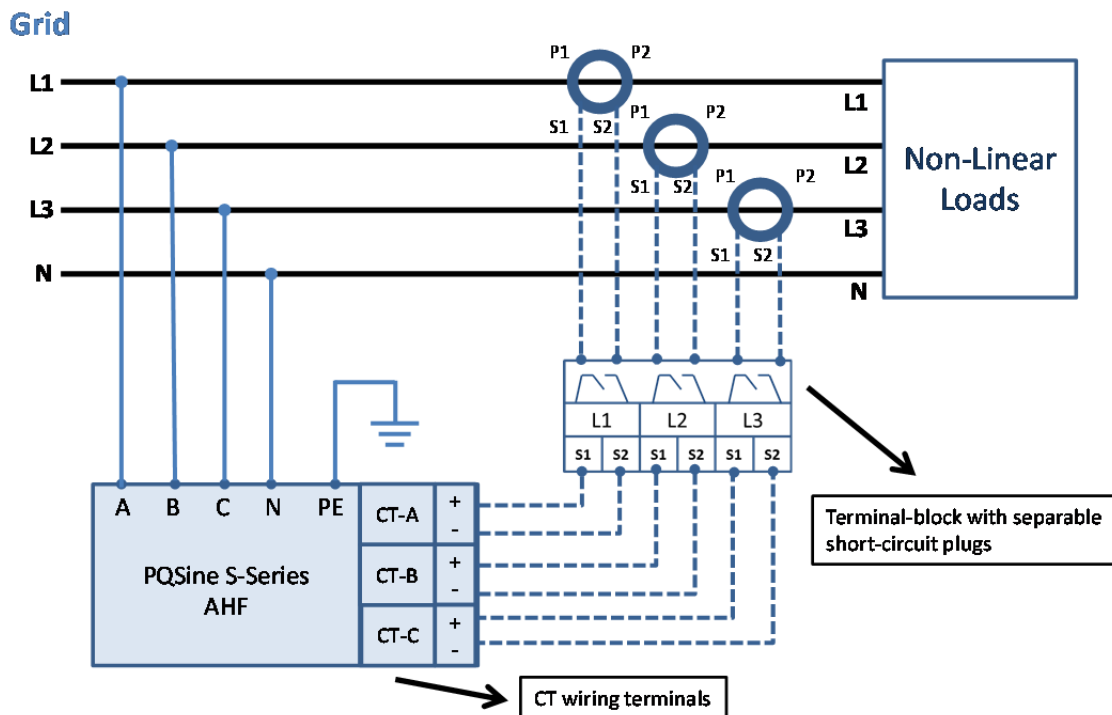 Grid
P1 P2
L1 L1
S1 S2 P1 P2
L2 L2
S1 S2 P1 P2
L3 L3
S1 S2
N N
Non-Linear
Loads
L1 L2 L3
S1 S2 S1 S2 S1 S2
A B C N PE
CT-A + -
CT-B + -
CT-C + -
PQSine S-Series
AHF
Terminal-block with separable
short-circuit plugs
CT wiring terminals